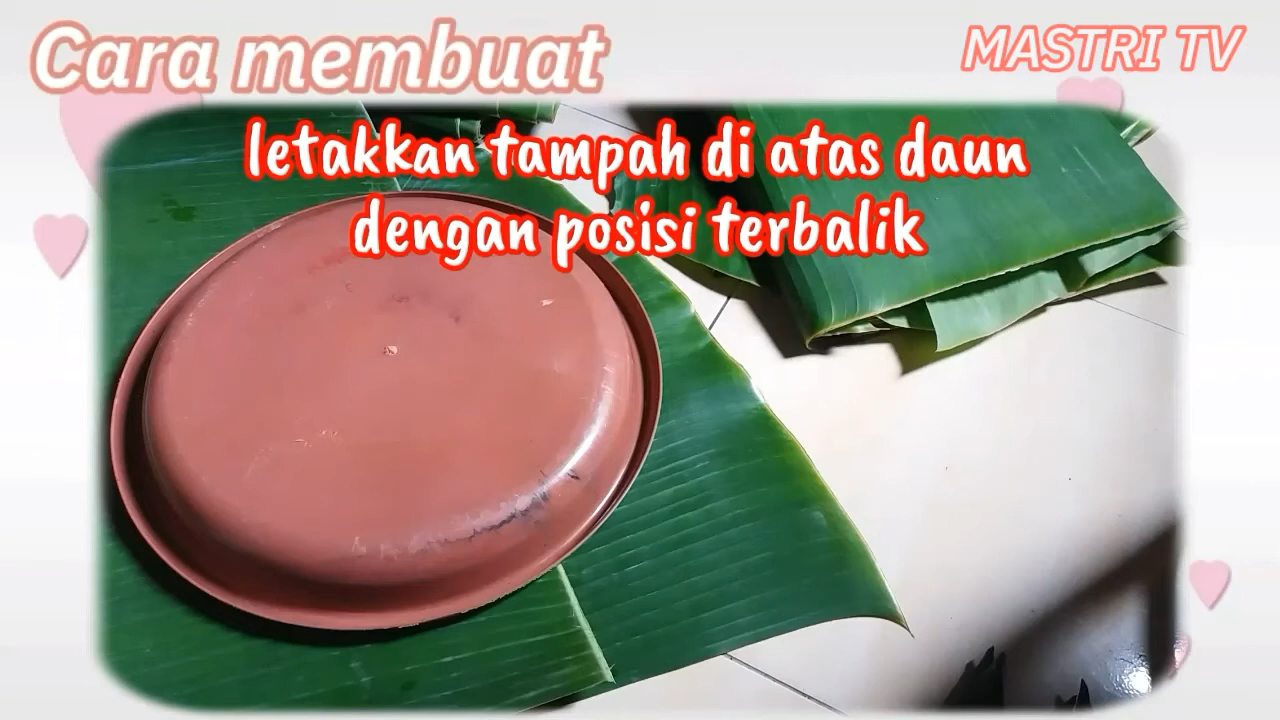 Cara membuat
MASTRI TV
letakkan tampah di atas daun
dengan posisi terbalik